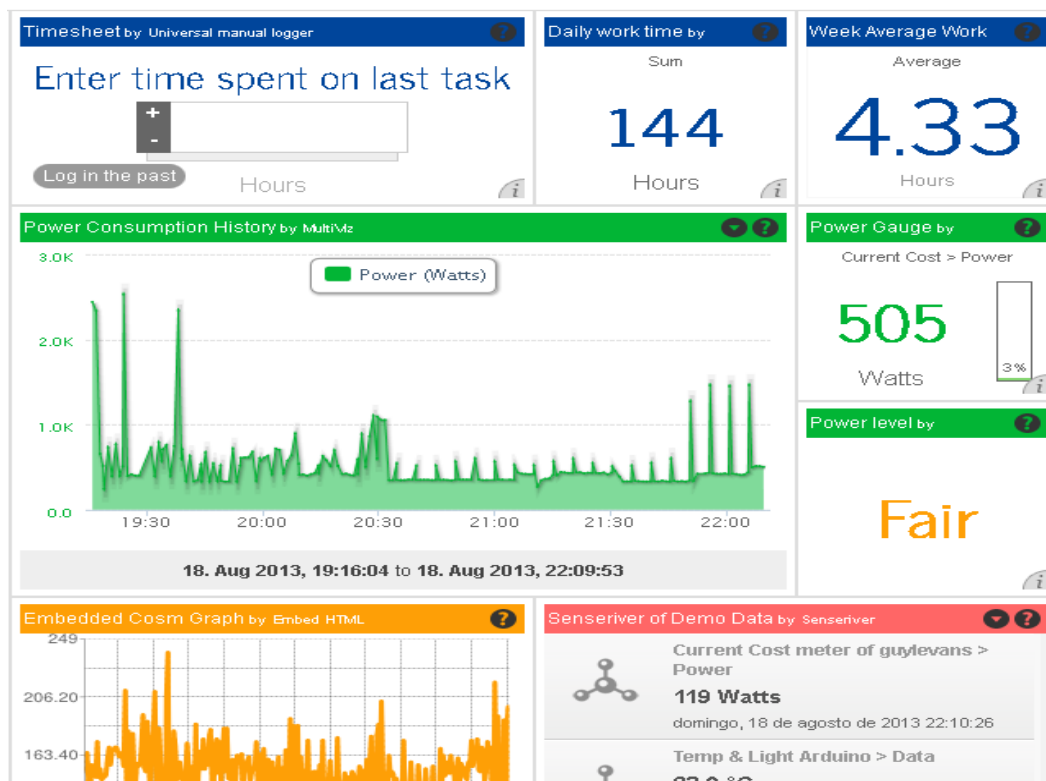 Timesheet by Universal manual logger
Enter time spent on last task
+
-
Log in the past
Hours
Daily work time by
Sum
144
Hours
Week Average Work
Average
4.33
Hours
Power Consumption History by MultiViz
3.0K
2.0K
1.0K
0.0
Power (Watts)
19:30 20:00 20:30 21:00 21:30 22:00
18. Aug 2013, 19:16:04 to 18. Aug 2013, 22:09:53
Power Gauge by
Current Cost > Power
505
Watts
3%
Power level by
Fair
Embedded Cosm Graph by Embed HTML
249
206.20
163.40
Senseriver of Demo Data by Senseriver
Current Cost meter of guylevans >
Power
119 Watts
domingo, 18 de agosto de 2013 22:10:26
Temp & Light Arduino > Data